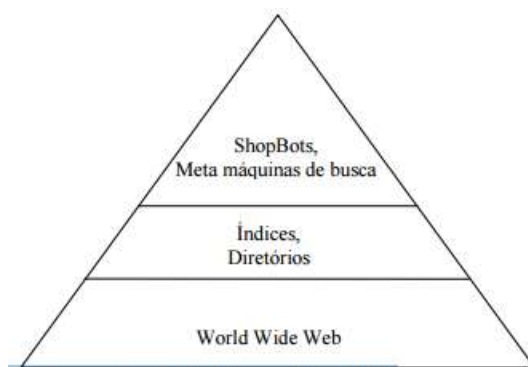 ShopBots,
Meta máquinas de busca
Índices,
Diretórios
World Wide Web